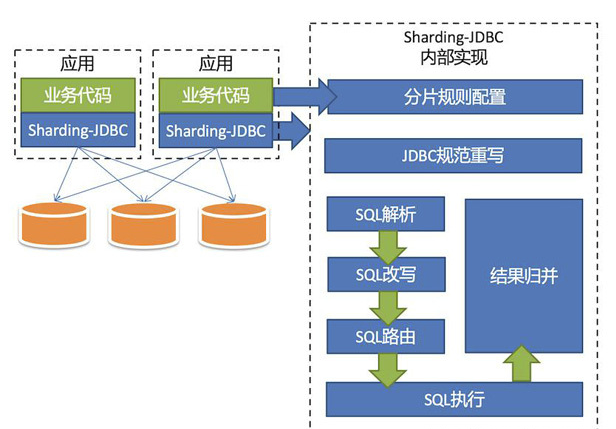 应用
业务代码
Sharding-JDBC
应用
业务代码
Sharding-JDBC
Sharding-JDBC
内部实现
分片规则配置
JDBC规范重写
SQL解析
SQL改写
SQL路由
结果归并
SQL执行